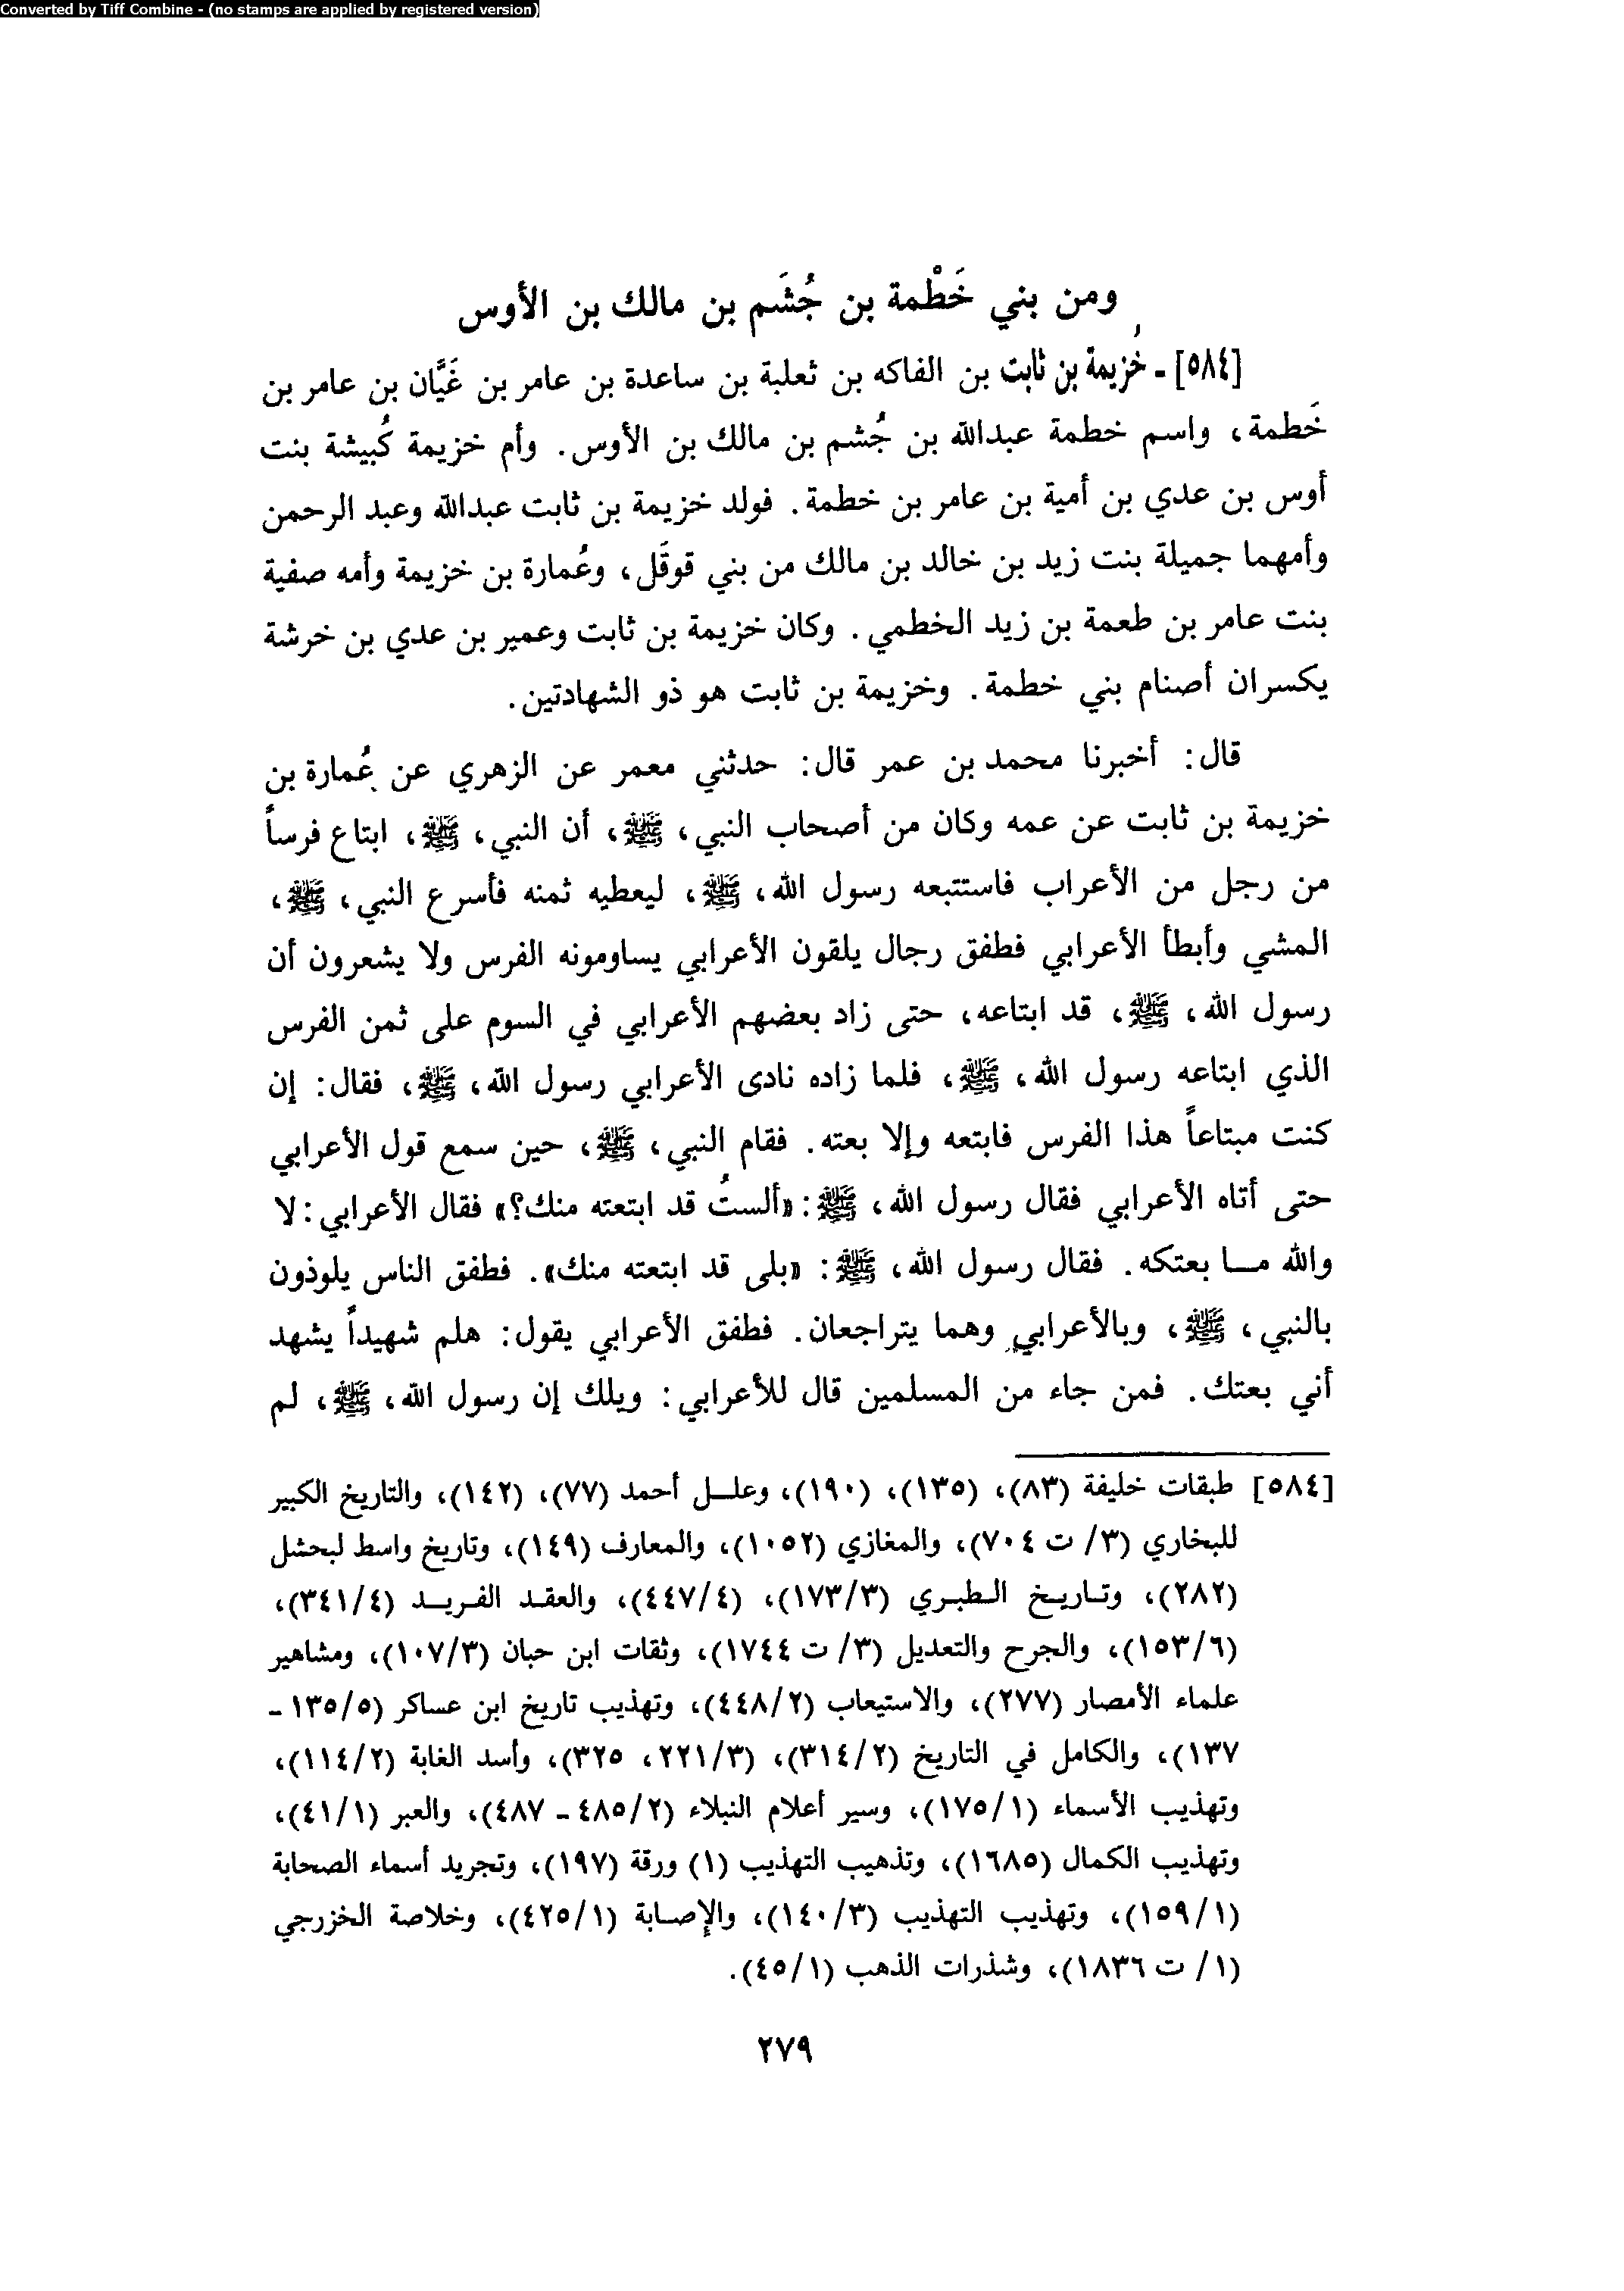 Converted by Tiff Combine - (no stamps are applied by registered version)
ومن بني خَطْمة بن جُشَم بن مالك بن الأوس
[٥٨٤] - خُزيمة بن ثابت بن الفاكه بن ثعلبة بن ساعدة بن عامر بن غَيَّان بن عامر بن
خَطمة، واسم خطمة عبدالله بن جُشم بن مالك بن الأوس. وأم خزيمة كُبيشة بنت
أوس بن عدي بن أمية بن عامر بن خطمة. فولد خزيمة بن ثابت عبدالله وعبد الرحمن
وأمهما جميلة بنت زيد بن خالد بن مالك من بني قوقَل، وعُمارة بن خزيمة وأمه صفية
بنت عامر بن طعمة بن زيد الخطمي. وكان خزيمة بن ثابت وعمير بن عدي بن خرشة
يكسران أصنام بني خطمة. وخزيمة بن ثابت هو ذو الشهادتين.
قال: أخبرنا محمد بن عمر قال: حدثني معمر عن الزهري عن عُمارة بن
خزيمة بن ثابت عن عمه وكان من أصحاب النبي، ﷺ، أن النبي، ﷺ، ابتاع فرساً
من رجل من الأعراب فاستتبعه رسول الله، ﷺ، ليعطيه ثمنه فأسرع النبي، ﷺ،
المشي وأبطأ الأعرابي فطفق رجال يلقون الأعرابي يساومونه الفرس ولا يشعرون أن
رسول الله، ﷺ، قد ابتاعه، حتى زاد بعضهم الأعرابي في السوم على ثمن الفرس
الذي ابتاعه رسول الله، ﷺ، فلما زاده نادى الأعرابي رسول الله، ﷺ، فقال: إن
كنت مبتاعاً هذا الفرس فابتعه وإلا بعته. فقام النبي، ﷺ، حين سمع قول الأعرابي
حتى أتاه الأعرابي فقال رسول الله، ﷺ: «ألستُ قد ابتعته منك؟» فقال الأعرابي: لا
والله مـا بعتكه. فقال رسول الله، ﷺ: «بلى قد ابتعته منك». فطفق الناس يلوذون
بالنبي، ﷺ، وبالأعرابي وهما يتراجعان. فطفق الأعرابي يقول: هلم شهيداً يشهد
أني بعتك. فمن جاء من المسلمين قال للأعرابي: ويلك إن رسول الله، ﷺ، لم
[٥٨٤] طبقات خليفة (٨٣)، (١٣٥)، (١٩٠)، وعلـل أحمد (٧٧)، (١٤٢)، والتاريخ الكبير
للبخاري (٣/ ت ٧٠٤)، والمغازي (١٠٥٢)، والمعارف (١٤٩)، وتاريخ واسط لبحشل
(٢٨٢)، وتـاريـخ الـطبـري (١٧٣/٣)، (٤٤٧/٤)، والعقـد الفـريـد (٣٤١/٤)،
(١٥٣/٦)، والجرح والتعديل (٣/ ت ١٧٤٤)، وثقات ابن حبان (١٠٧/٣)، ومشاهير
علماء الأمصار (٢٧٧)، والاستيعاب (٤٤٨/٢)، وتهذيب تاريخ ابن عساكر (١٣٥/٥ -
١٣٧)، والكامل في التاريخ (٣١٤/٢)، (٢٢١/٣، ٣٢٥)، وأسد الغابة (١١٤/٢)،
وتهذيب الأسماء (١٧٥/١)، وسير أعلام النبلاء (٤٨٥/٢ - ٤٨٧)، والعبر (٤١/١)،
وتهذيب الكمال (١٦٨٥)، وتذهيب التهذيب (١) ورقة (١٩٧)، وتجريد أسماء الصحابة
(١٥٩/١)، وتهذيب التهذيب (١٤٠/٣)، والإصـابة (٤٢٥/١)، وخلاصة الخزرجي
(١/ ت ١٨٣٦)، وشذرات الذهب (٤٥/١).
٢٧٩